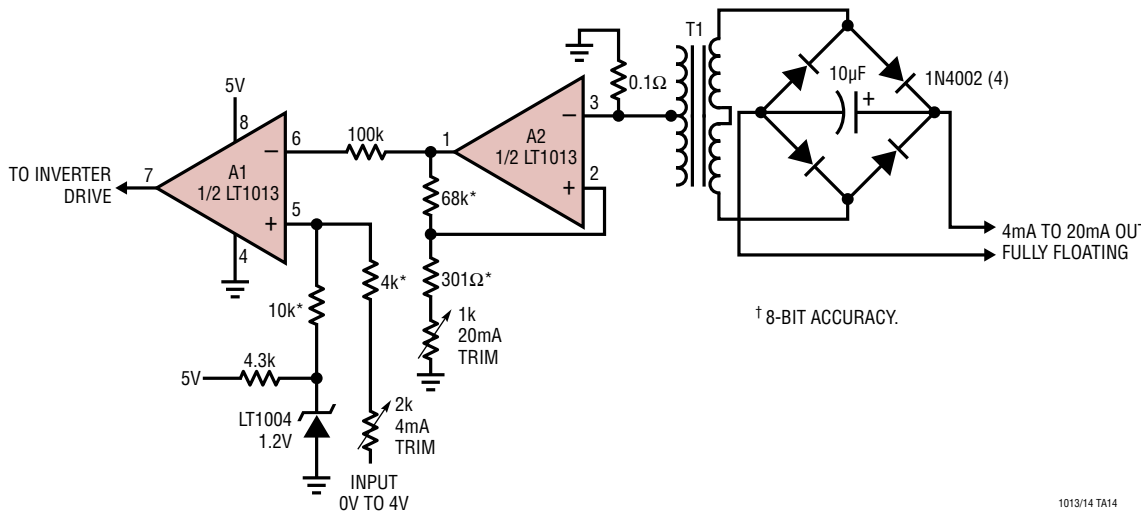 T1
0.1Ω
10µF
+
1N4002 (4)
5V
8
6
–
A1
1/2 LT1013
7
TO INVERTER
DRIVE
5
+
4
100k
1
A2
1/2 LT1013
3
–
2
+
68k*
301Ω*
1k
20mA
TRIM
10k*
4k*
4.3k
5V
LT1004
1.2V
2k
4mA
TRIM
INPUT
0V TO 4V
4mA TO 20mA OUT
FULLY FLOATING
† 8-BIT ACCURACY.
1013/14 TA14